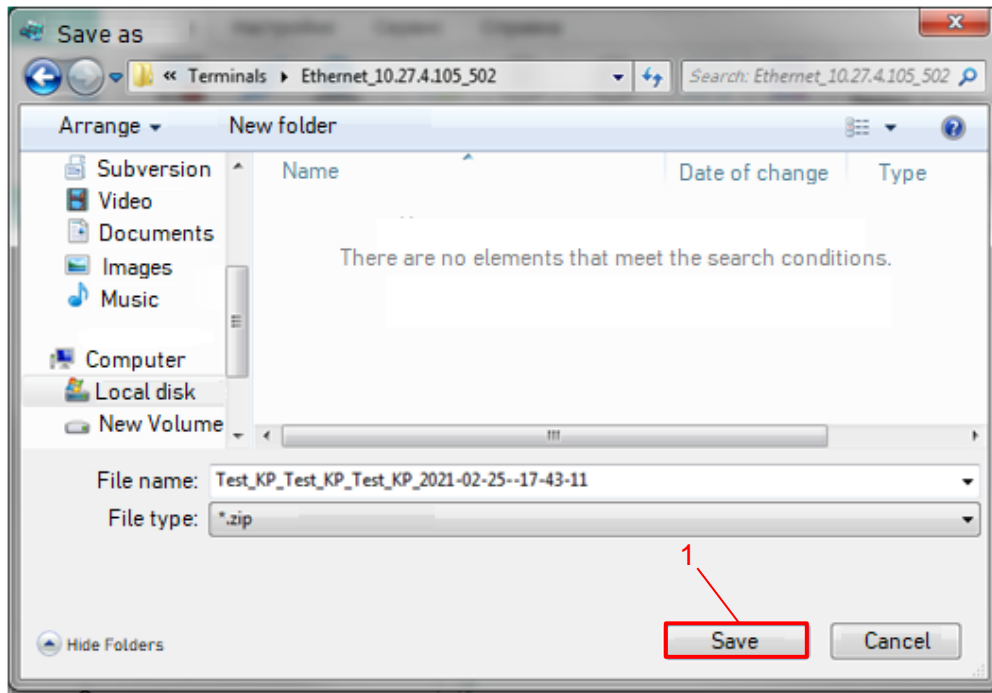 Save as
« Terminals Ethernet_10.27.4.105_502 Search: Ethernet_10.27.4.105_502
Arrange New folder
Name Date of change Type
Subversion
Video
Documents
Images
Music
There are no elements that meet the search conditions.
Computer
Local disk
New Volume
File name: Test_KP_Test_KP_Test_KP_2021-02-25--17-43-11
File type: *.zip
1
Hide Folders Save Cancel